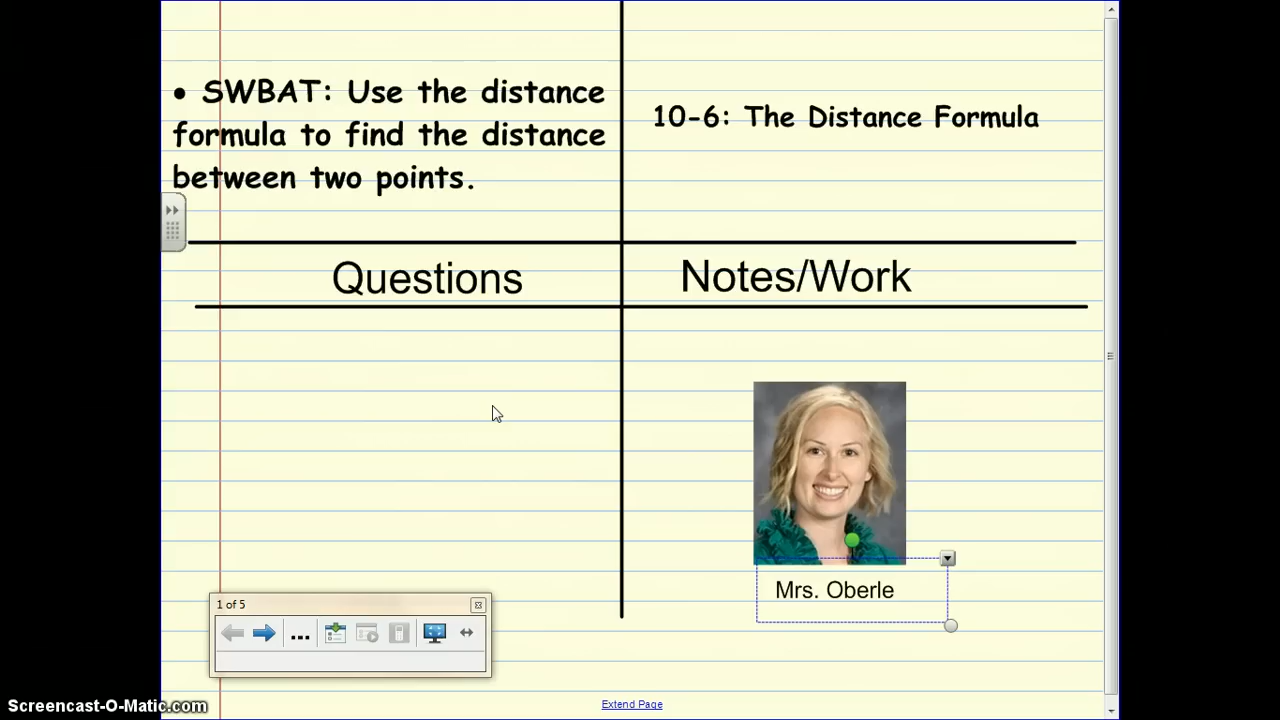 • SWBAT: Use the distance
formula to find the distance
between two points.
10-6: The Distance Formula
Questions
Notes/Work
Mrs. Oberle
1 of 5
...
Extend Page
Screencast-O-Matic.com